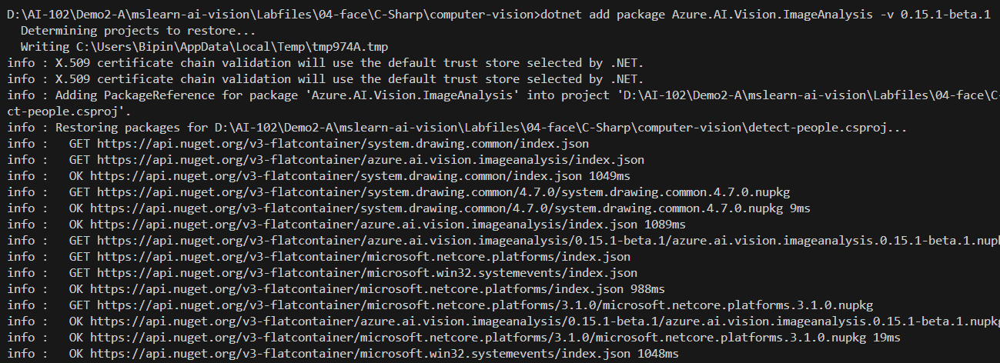 D:\AI-102\Demo2-A\mslearn-ai-vision\Labfiles\04-face\C-Sharp\computer-vision>dotnet add package Azure.AI.Vision.ImageAnalysis -v 0.15.1-beta.1
Determining projects to restore...
Writing C:\Users\Bipin\AppData\Local\Temp\tmp974A.tmp
info : X.509 certificate chain validation will use the default trust store selected by .NET.
info : X.509 certificate chain validation will use the default trust store selected by .NET.
info : Adding PackageReference for package 'Azure.AI.Vision.ImageAnalysis' into project 'D:\AI-102\Demo2-A\mslearn-ai-vision\Labfiles\04-face\C-
ct-people.csproj'.
info : Restoring packages for D:\AI-102\Demo2-A\mslearn-ai-vision\Labfiles\04-face\C-Sharp\computer-vision\detect-people.csproj...
info :   GET https://api.nuget.org/v3-flatcontainer/system.drawing.common/index.json
info :   GET https://api.nuget.org/v3-flatcontainer/azure.ai.vision.imageanalysis/index.json
info :   OK https://api.nuget.org/v3-flatcontainer/system.drawing.common/index.json 1049ms
info :   GET https://api.nuget.org/v3-flatcontainer/system.drawing.common/4.7.0/system.drawing.common.4.7.0.nupkg
info :   OK https://api.nuget.org/v3-flatcontainer/system.drawing.common/4.7.0/system.drawing.common.4.7.0.nupkg 9ms
info :   OK https://api.nuget.org/v3-flatcontainer/azure.ai.vision.imageanalysis/index.json 1089ms
info :   GET https://api.nuget.org/v3-flatcontainer/azure.ai.vision.imageanalysis/0.15.1-beta.1/azure.ai.vision.imageanalysis.0.15.1-beta.1.nupk
info :   GET https://api.nuget.org/v3-flatcontainer/microsoft.netcore.platforms/index.json
info :   GET https://api.nuget.org/v3-flatcontainer/microsoft.win32.systemevents/index.json
info :   OK https://api.nuget.org/v3-flatcontainer/microsoft.netcore.platforms/index.json 988ms
info :   GET https://api.nuget.org/v3-flatcontainer/microsoft.netcore.platforms/3.1.0/microsoft.netcore.platforms.3.1.0.nupkg
info :   OK https://api.nuget.org/v3-flatcontainer/azure.ai.vision.imageanalysis/0.15.1-beta.1/azure.ai.vision.imageanalysis.0.15.1-beta.1.nupkg
info :   OK https://api.nuget.org/v3-flatcontainer/microsoft.netcore.platforms/3.1.0/microsoft.netcore.platforms.3.1.0.nupkg 19ms
info :   OK https://api.nuget.org/v3-flatcontainer/microsoft.win32.systemevents/index.json 1048ms